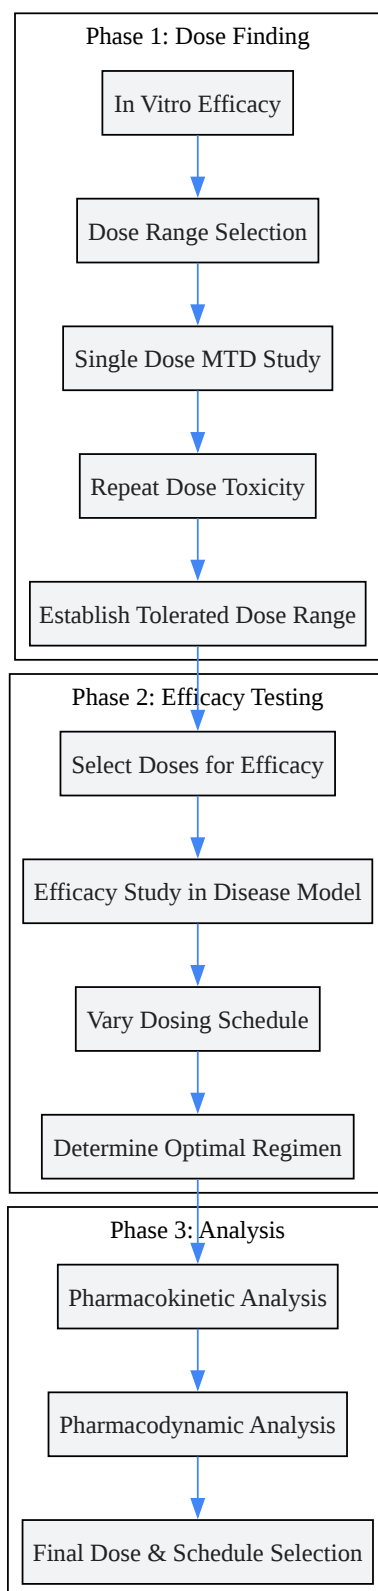 Phase 1: Dose Finding
In Vitro Efficacy
Dose Range Selection
Single Dose MTD Study
Repeat Dose Toxicity
Establish Tolerated Dose Range
Phase 2: Efficacy Testing
Select Doses for Efficacy
Efficacy Study in Disease Model
Vary Dosing Schedule
Determine Optimal Regimen
Phase 3: Analysis
Pharmacokinetic Analysis
Pharmacodynamic Analysis
Final Dose & Schedule Selection